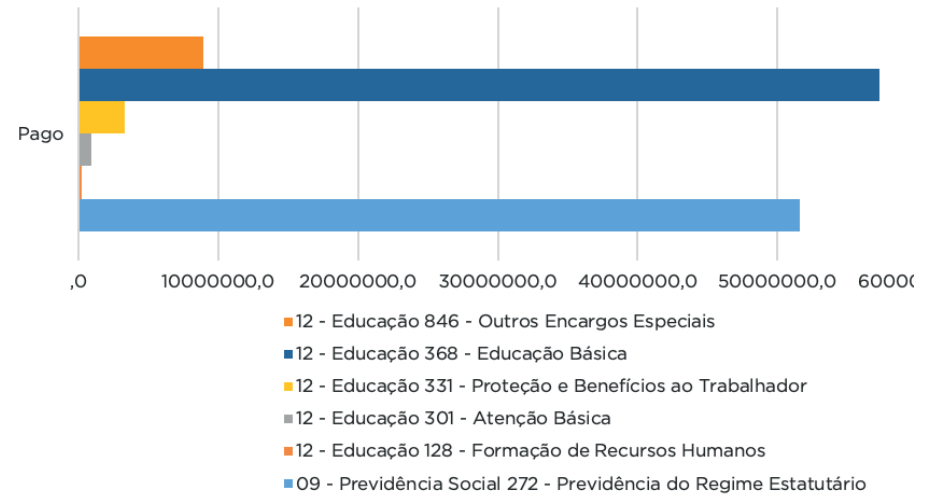 Pago
,0 10000000,0 20000000,0 30000000,0 40000000,0 50000000,0
12 - Educação 846 - Outros Encargos Especiais
12 - Educação 368 - Educação Básica
12 - Educação 331 - Proteção e Benefícios ao Trabalhador
12 - Educação 301 - Atenção Básica
12 - Educação 128 - Formação de Recursos Humanos
09 - Previdência Social 272 - Previdência do Regime Estatutário